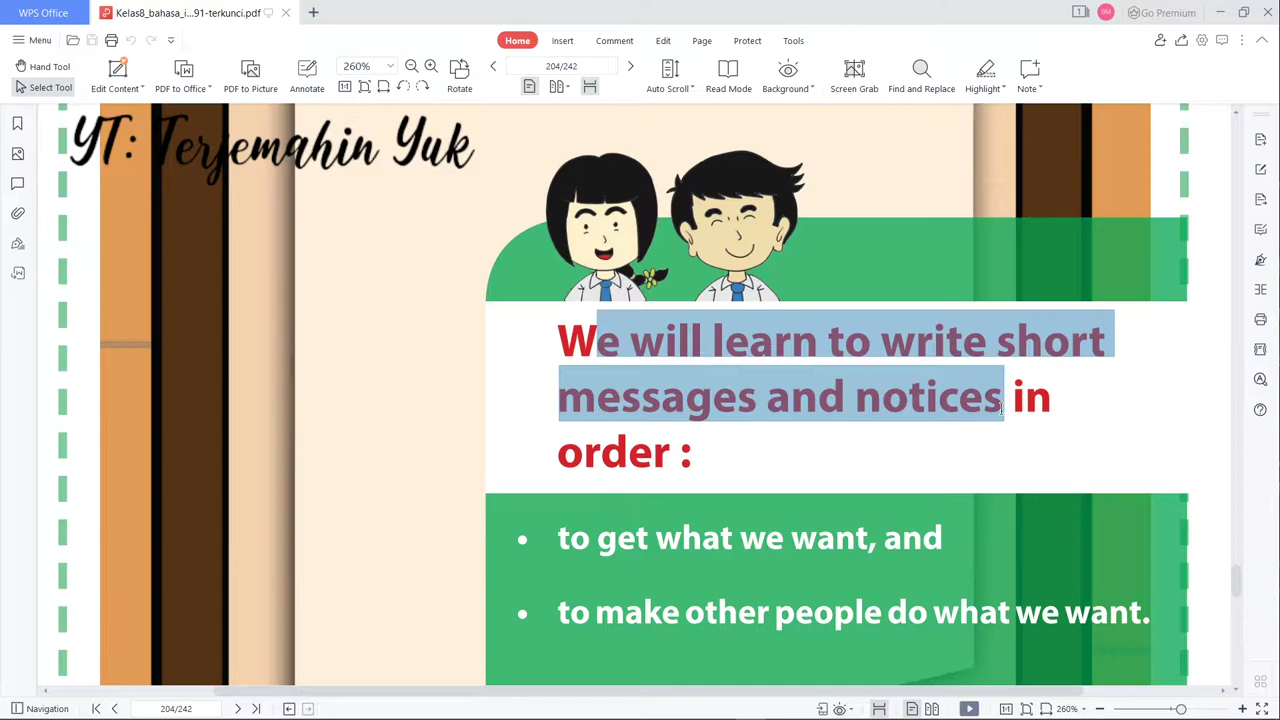 WPS Office
Kelas8_bahasa_i...91-terkunci.pdf
1
SM
Go Premium
Menu
Home
Insert
Comment
Edit
Page
Protect
Tools
Hand Tool
Select Tool
Edit Content
PDF to Office
PDF to Picture
Annotate
260%
Rotate
204/242
Auto Scroll
Read Mode
Background
Screen Grab
Find and Replace
Highlight
Note
YT: Terjemahin Yuk
We will learn to write short
messages and notices in
order :
• to get what we want, and
• to make other people do what we want.
Navigation
204/242
260%